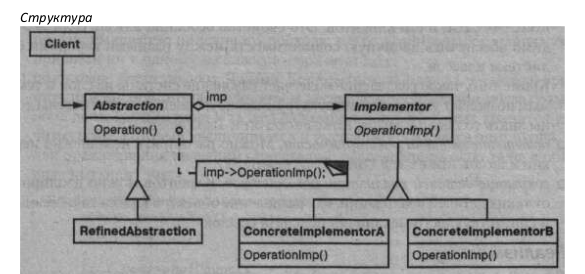 Структура
Client
Abstraction
Operation()
imp
Implementor
OperationImp()
imp->OperationImp();
RefinedAbstraction
ConcreteImplementorA
OperationImp()
ConcreteImplementorB
OperationImp()